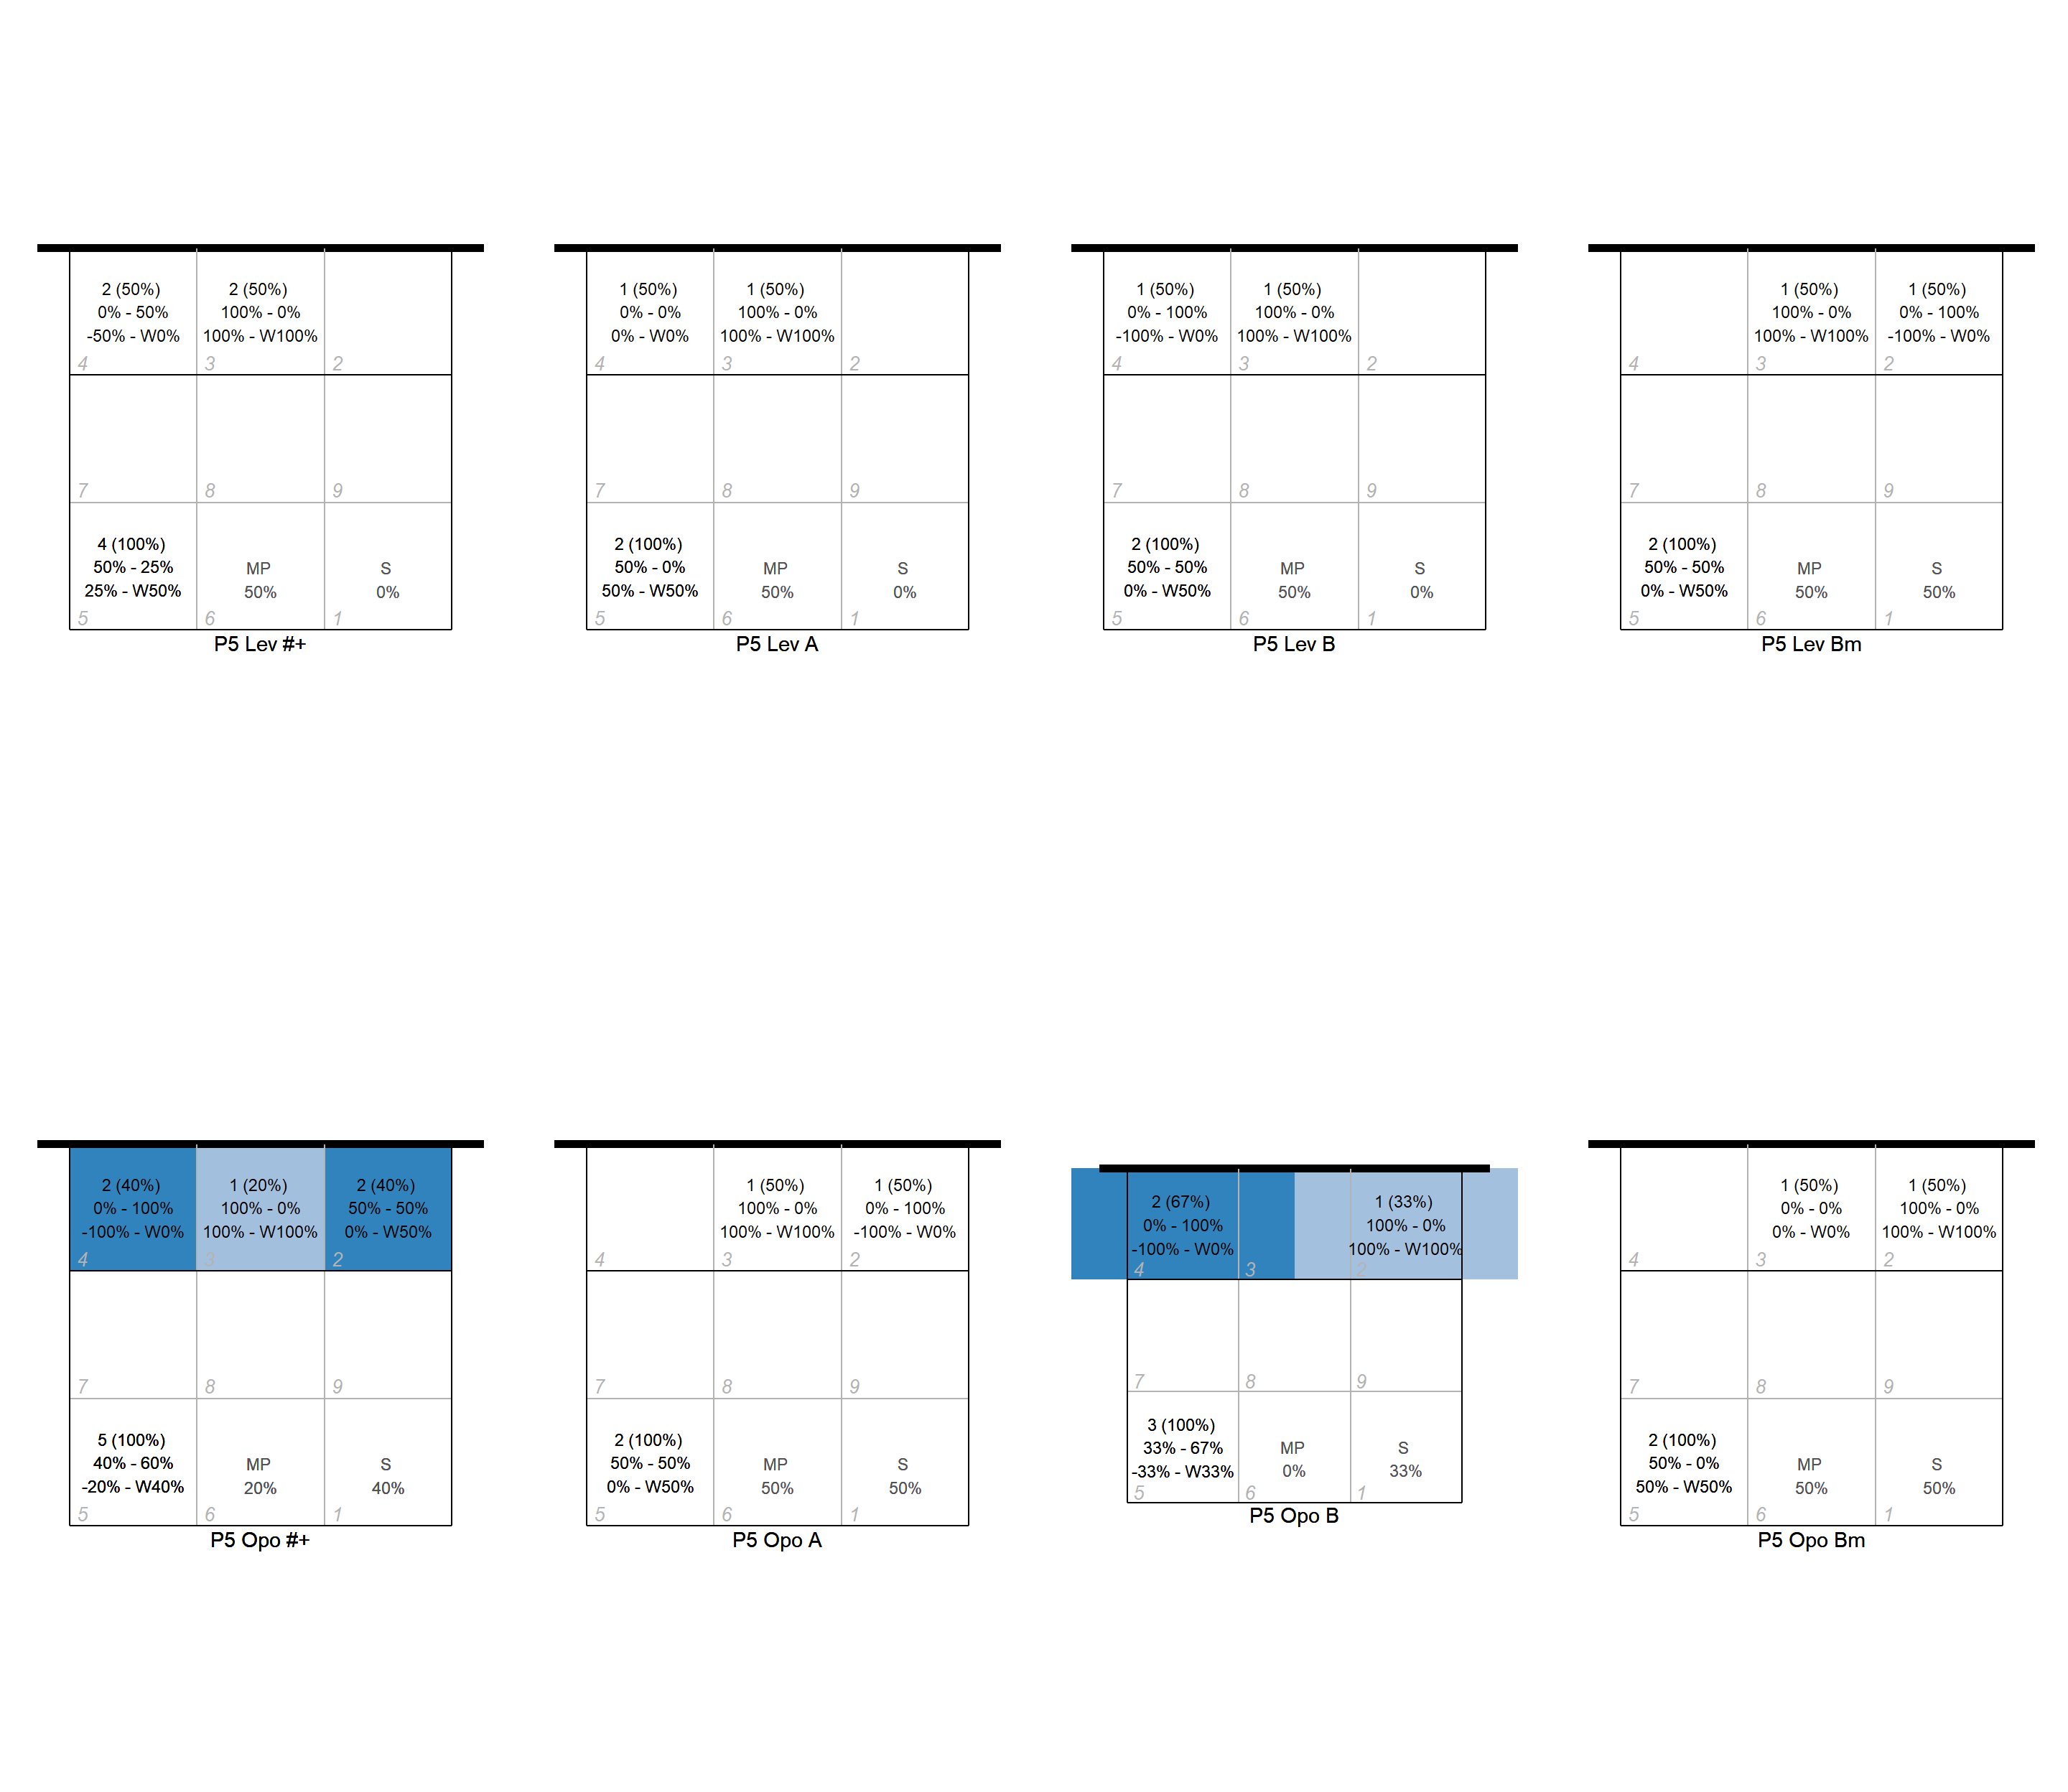 2 (50%)
0% - 50%
-50% - W0%
4
2 (50%)
100% - 0%
100% - W100%
3
2
7
8
9
4 (100%)
50% - 25%
25% - W50%
5
MP
50%
6
S
0%
1
P5 Lev #+
1 (50%)
0% - 0%
0% - W0%
4
1 (50%)
100% - 0%
100% - W100%
3
2
7
8
9
2 (100%)
50% - 0%
50% - W50%
5
MP
50%
6
S
0%
1
P5 Lev A
1 (50%)
0% - 100%
-100% - W0%
4
1 (50%)
100% - 0%
100% - W100%
3
2
7
8
9
2 (100%)
50% - 50%
0% - W50%
5
MP
50%
6
S
0%
1
P5 Lev B
4
1 (50%)
100% - 0%
100% - W100%
3
1 (50%)
0% - 100%
-100% - W0%
2
7
8
9
2 (100%)
50% - 50%
0% - W50%
5
MP
50%
6
S
50%
1
P5 Lev Bm
2 (40%)
0% - 100%
-100% - W0%
4
1 (20%)
100% - 0%
100% - W100%
3
2 (40%)
50% - 50%
0% - W50%
2
7
8
9
5 (100%)
40% - 60%
-20% - W40%
5
MP
20%
6
S
40%
1
P5 Opo #+
4
1 (50%)
100% - 0%
100% - W100%
3
1 (50%)
0% - 100%
-100% - W0%
2
7
8
9
2 (100%)
50% - 50%
0% - W50%
5
MP
50%
6
S
50%
1
P5 Opo A
2 (67%)
0% - 100%
-100% - W0%
4
3
1 (33%)
100% - 0%
100% - W100%
2
7
8
9
3 (100%)
33% - 67%
-33% - W33%
5
MP
0%
6
S
33%
1
P5 Opo B
4
1 (50%)
0% - 0%
0% - W0%
3
1 (50%)
100% - 0%
100% - W100%
2
7
8
9
2 (100%)
50% - 0%
50% - W50%
5
MP
50%
6
S
50%
1
P5 Opo Bm